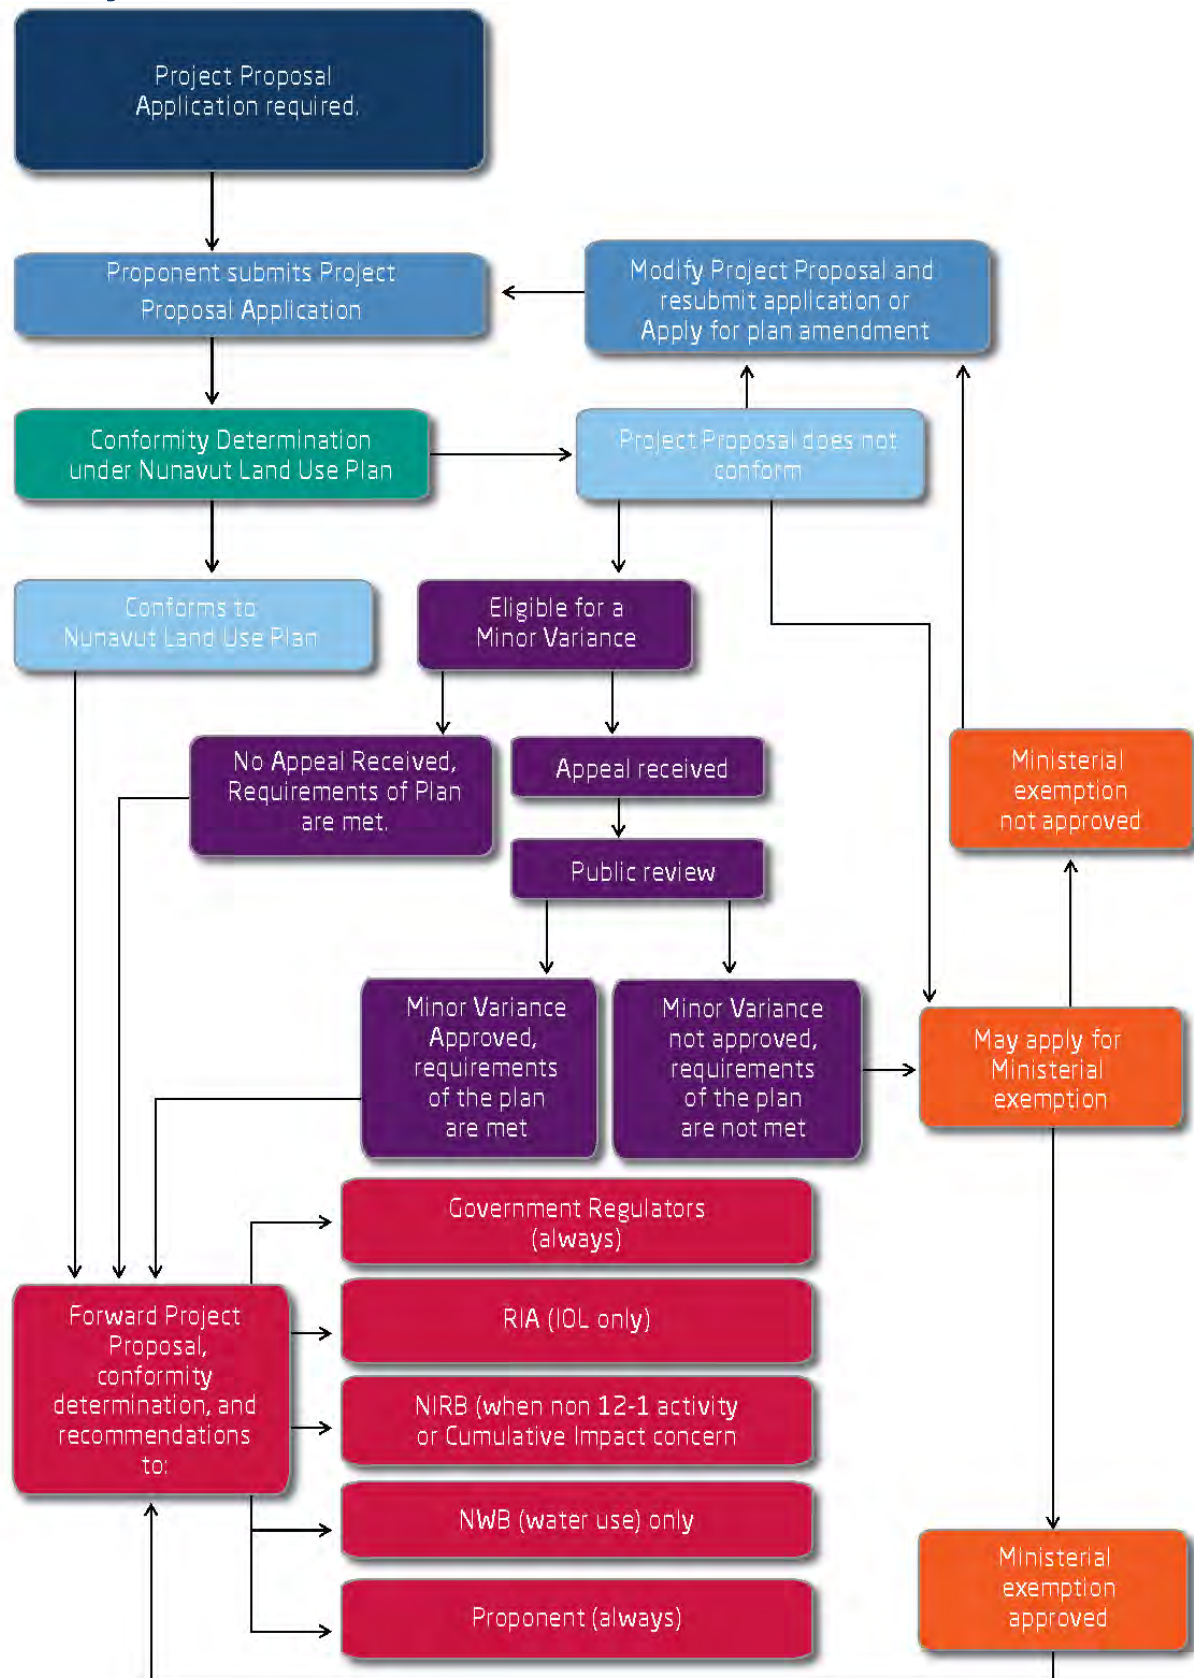 Project Proposal
Application required.
Proponent submits Project
Proposal Application
Modify Project Proposal and
resubmit application or
Apply for plan amendment
Conformity Determination
under Nunavut Land Use Plan
Project Proposal does not
conform
Conforms to
Nunavut Land Use Plan
Eligible for a
Minor Variance
No Appeal Received,
Requirements of Plan
are met.
Appeal received
Ministerial
exemption
not approved
Public review
Minor Variance
Approved,
requirements
of the plan
are met
Minor Variance
not approved,
requirements
of the plan
are not met
May apply for
Ministerial
exemption
Government Regulators
(always)
Forward Project
Proposal,
conformity
determination, and
recommendations
to:
RIA (IOL only)
NIRB (when non 12-1 activity
or Cumulative Impact concern
NWB (water use) only
Proponent (always)
Ministerial
exemption
approved